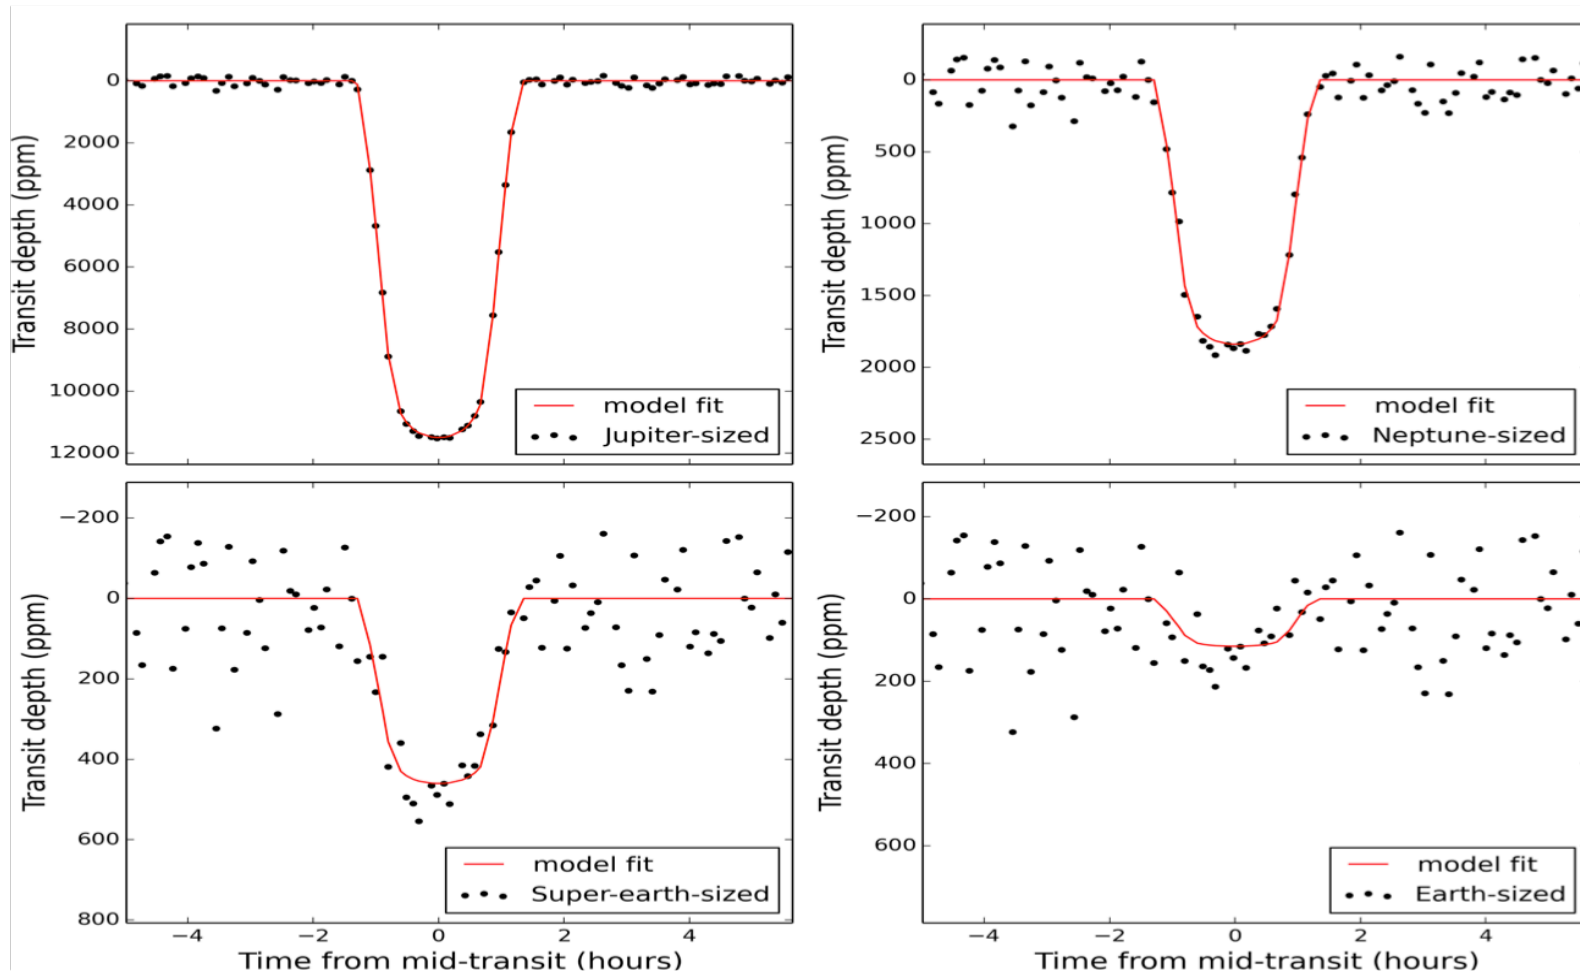 0
2000
4000
6000
8000
10000
12000
Transit depth (ppm)
model fit
Jupiter-sized
0
500
1000
1500
2000
2500
Transit depth (ppm)
model fit
Neptune-sized
−200
0
200
400
600
800
Transit depth (ppm)
model fit
Super-earth-sized
−4 −2 0 2 4
Time from mid-transit (hours)
−200
0
200
400
600
Transit depth (ppm)
model fit
Earth-sized
−4 −2 0 2 4
Time from mid-transit (hours)